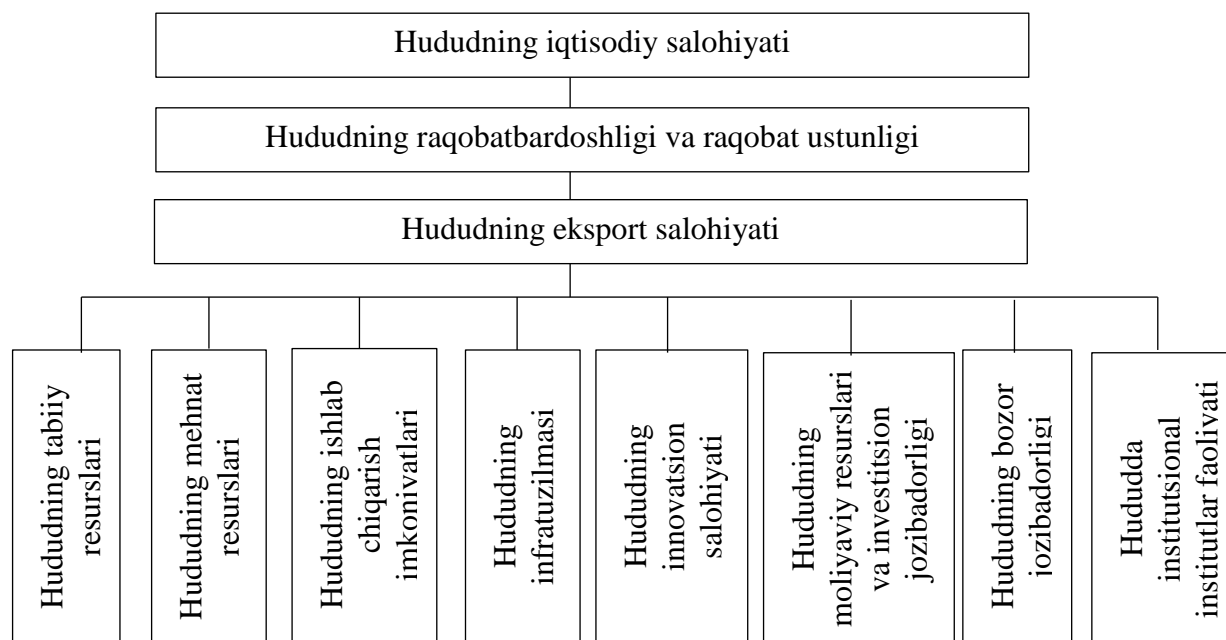 Hududning iqtisodiy salohiyati
Hududning raqobatbardoshligi va raqobat ustunligi
Hududning eksport salohiyati
Hududning tabiiy
resurslari
Hududning mehnat
resurslari
Hududning ishlab
chiqarish
imkonivatlari
Hududning
infratuzilmasi
Hududning
innovatsion
salohiyati
Hududning
moliyaviy resurslari
va investitsion
jozibadorligi
Hududning bozor
iozibadorligi
Hududda
institutsional
institutlar faolivati